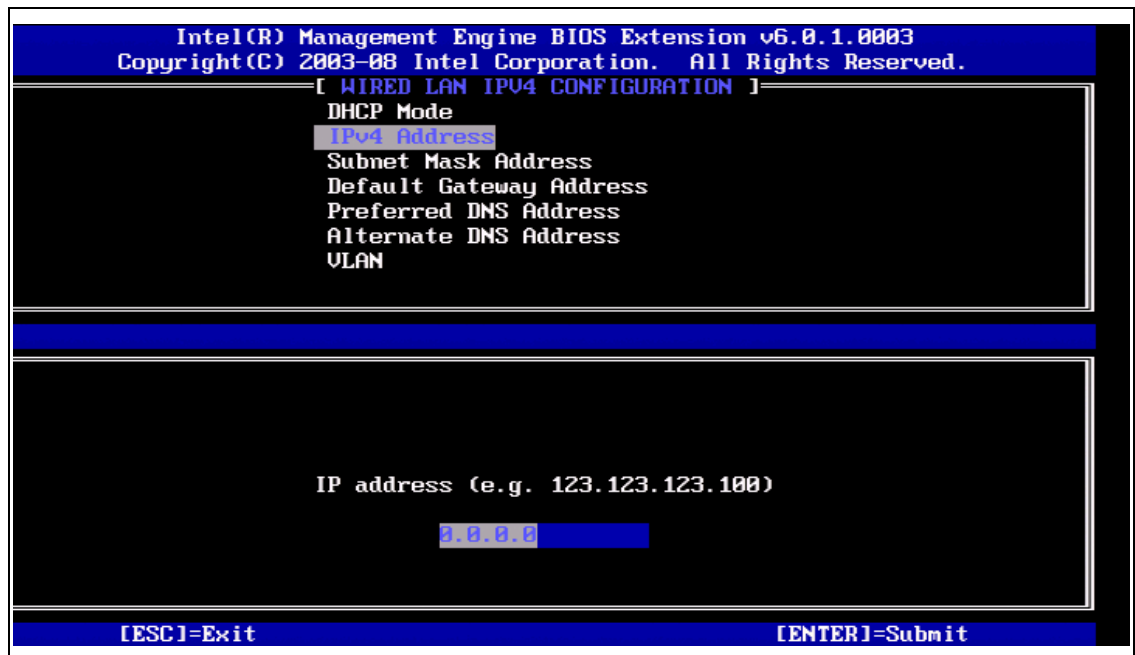 Intel(R) Management Engine BIOS Extension v6.0.1.0003
Copyright(C) 2003-08 Intel Corporation. All Rights Reserved.
[ WIRED LAN IPV4 CONFIGURATION ]
DHCP Mode
IPv4 Address
Subnet Mask Address
Default Gateway Address
Preferred DNS Address
Alternate DNS Address
VLAN
IP address (e.g. 123.123.123.100)
0.0.0.0
[ESC]=Exit [ENTER]=Submit